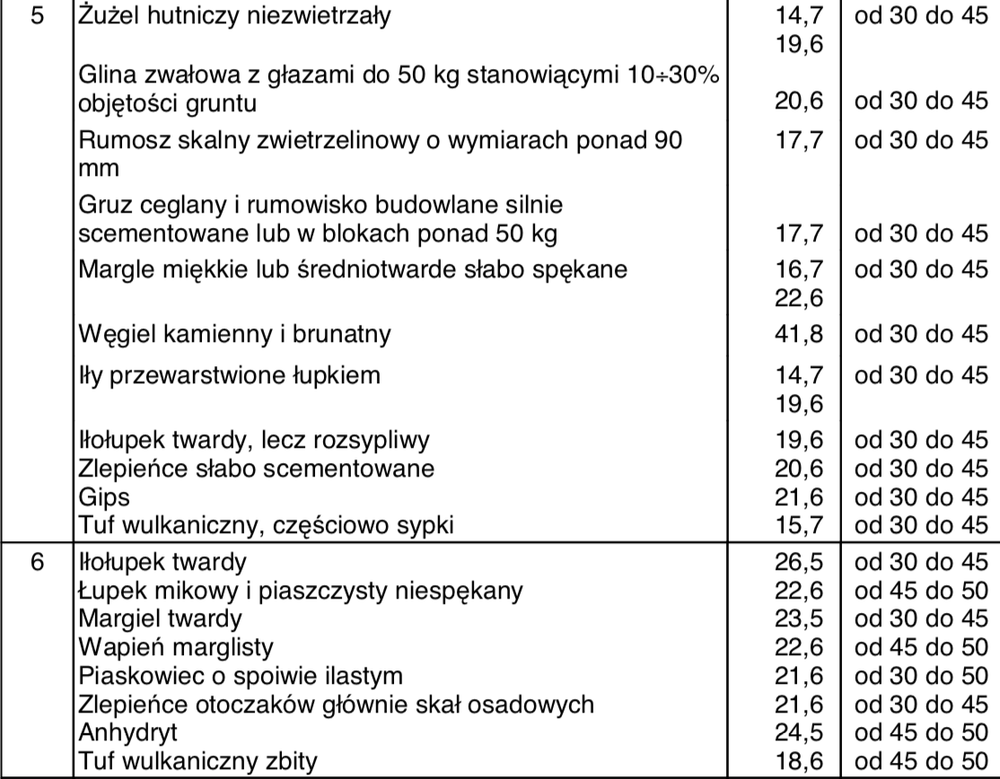 5 Żużel hutniczy niezwietrzały 14,7 od 30 do 45
19,6
Glina zwałowa z głazami do 50 kg stanowiącymi 10÷30%
objętości gruntu 20,6 od 30 do 45
Rumosz skalny zwietrzelinowy o wymiarach ponad 90 17,7 od 30 do 45
mm
Gruz ceglany i rumowisko budowlane silnie
scementowane lub w blokach ponad 50 kg 17,7 od 30 do 45
Margle miękkie lub średniotwarde słabo spękane 16,7 od 30 do 45
22,6
Węgiel kamienny i brunatny 41,8 od 30 do 45
Iły przewarstwione łupkiem 14,7 od 30 do 45
19,6
Iłołupek twardy, lecz rozsypliwy 19,6 od 30 do 45
Zlepieńce słabo scementowane 20,6 od 30 do 45
Gips 21,6 od 30 do 45
Tuf wulkaniczny, częściowo sypki 15,7 od 30 do 45
6 Iłołupek twardy 26,5 od 30 do 45
Łupek mikowy i piaszczysty niespękany 22,6 od 45 do 50
Margiel twardy 23,5 od 30 do 45
Wapień marglisty 22,6 od 45 do 50
Piaskowiec o spoiwie ilastym 21,6 od 30 do 50
Zlepieńce otoczaków głównie skał osadowych 21,6 od 30 do 45
Anhydryt 24,5 od 45 do 50
Tuf wulkaniczny zbity 18,6 od 45 do 50